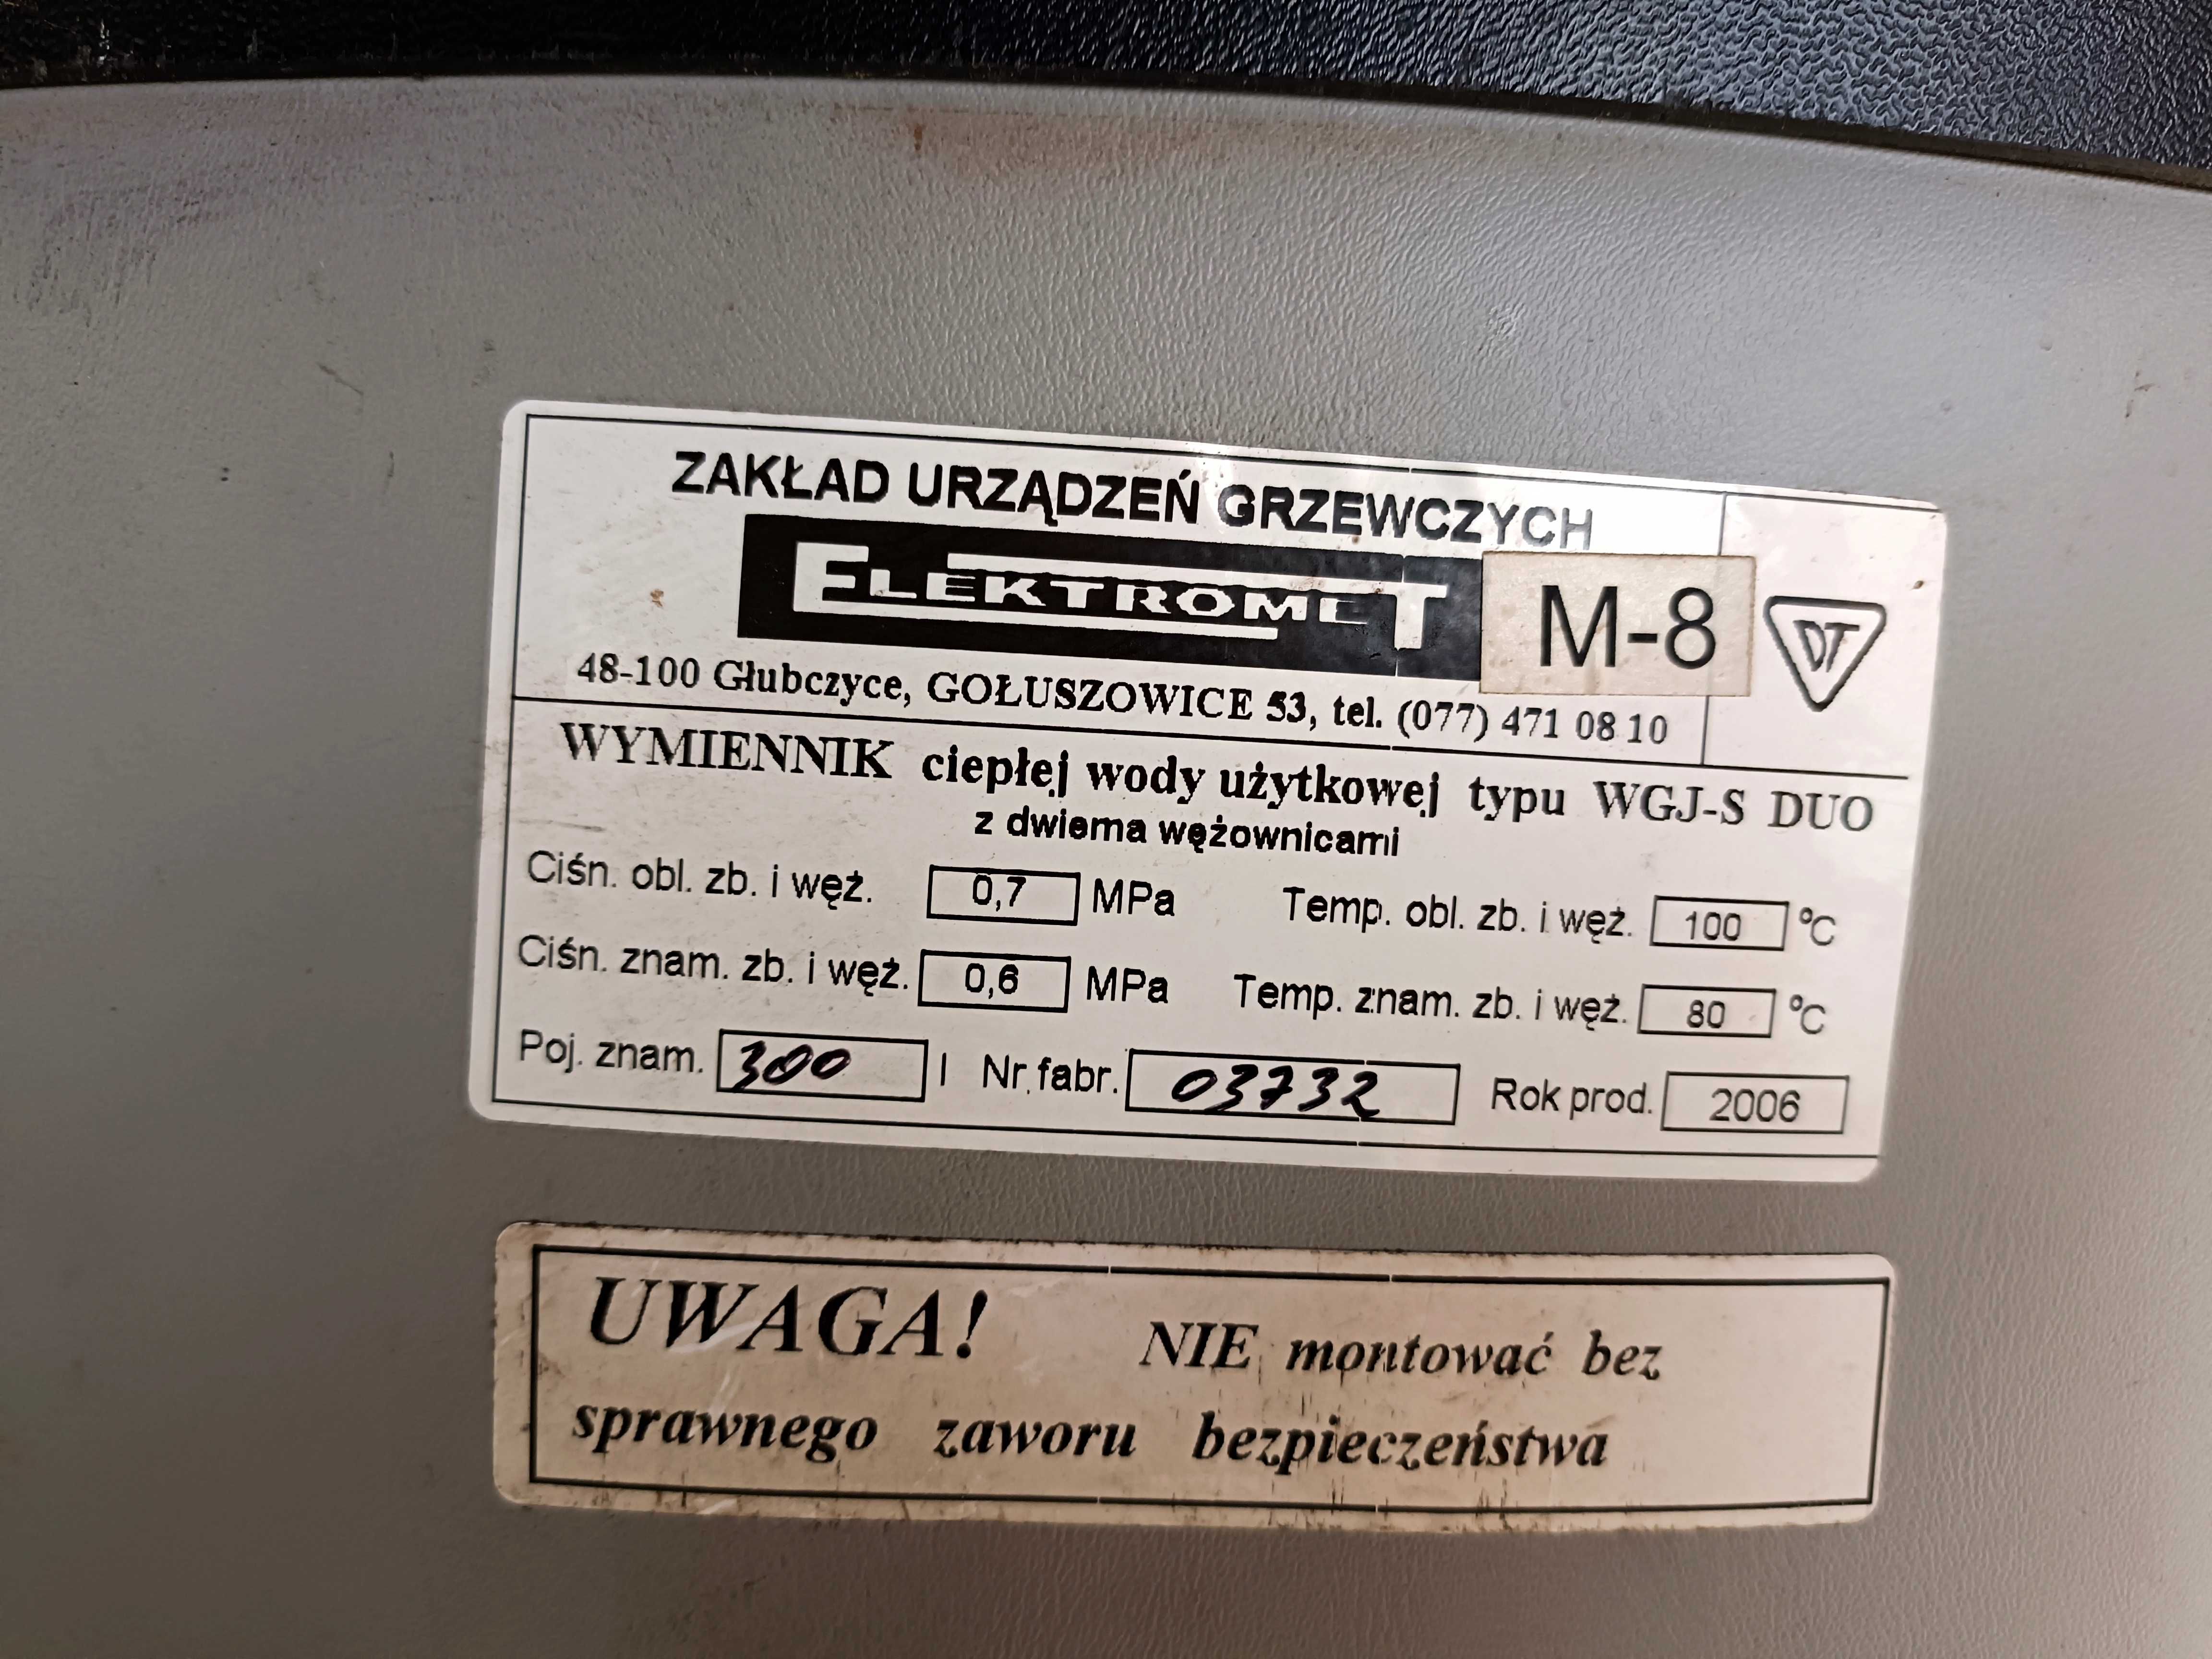 ZAKŁAD URZĄDZEŃ GRZEWCZYCH
ELEKTROMET
M-8
DT
48-100 Głubczyce, GOŁUSZOWICE 53, tel. (077) 471 08 10
WYMIENNIK ciepłej wody użytkowej typu WGJ-S DUO
z dwiema wężownicami
Ciśn. obl. zb. i węż. 0,7 MPa Temp. obl. zb. i węż. 100 °C
Ciśn. znam. zb. i węż. 0,6 MPa Temp. znam. zb. i węż. 80 °C
Poj. znam. 300 l Nr fabr. 03732 Rok prod. 2006
UWAGA! NIE montować bez
sprawnego zaworu bezpieczeństwa